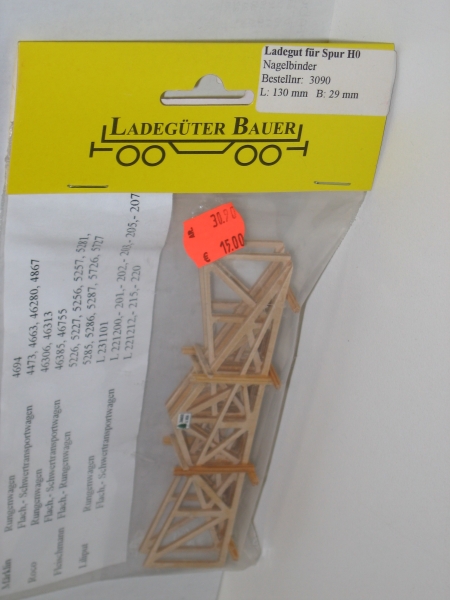 Ladegut für Spur H0
Nagelbinder
Bestellnr: 3090
L: 130 mm B: 29 mm
LADEGÜTER BAUER
30.90
€ 15.00
Märklin Rungenwagen 4694
Flach,- Schwertransportwagen 4473, 4663, 46280, 4867
Roco Rungenwagen 46306, 46313
Flach,- Schwertransportwagen 46385, 46755
Fleischmann Flach,- Rungenwagen 5226, 5227, 5256, 5257, 5281,
5285, 5286, 5287, 5726, 5727
Liliput Rungenwagen L 231101
Flach,- Schwertransportwagen L 221200,- 201,- 202,- 203,- 205,- 207
L 221212,- 215,- 220